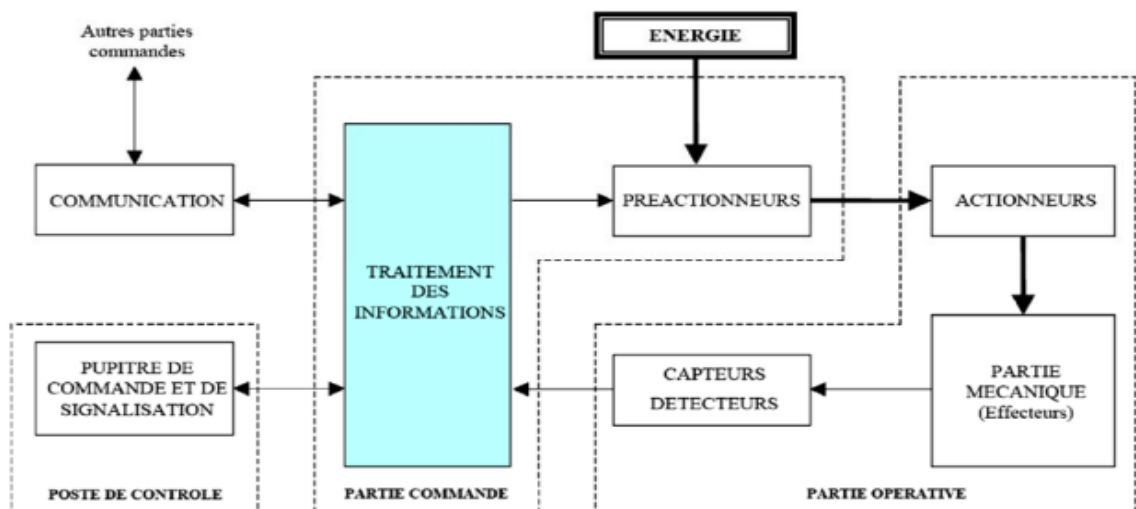 Autres parties
commandes
ENERGIE
COMMUNICATION
PREACTIONNEURS
ACTIONNEURS
TRAITEMENT
DES
INFORMATIONS
PUPITRE DE
COMMANDE ET DE
SIGNALISATION
CAPTEURS
DETECTEURS
PARTIE
MECANIQUE
(Effecteurs)
POSTE DE CONTROLE
PARTIE COMMANDE
PARTIE OPERATIVE